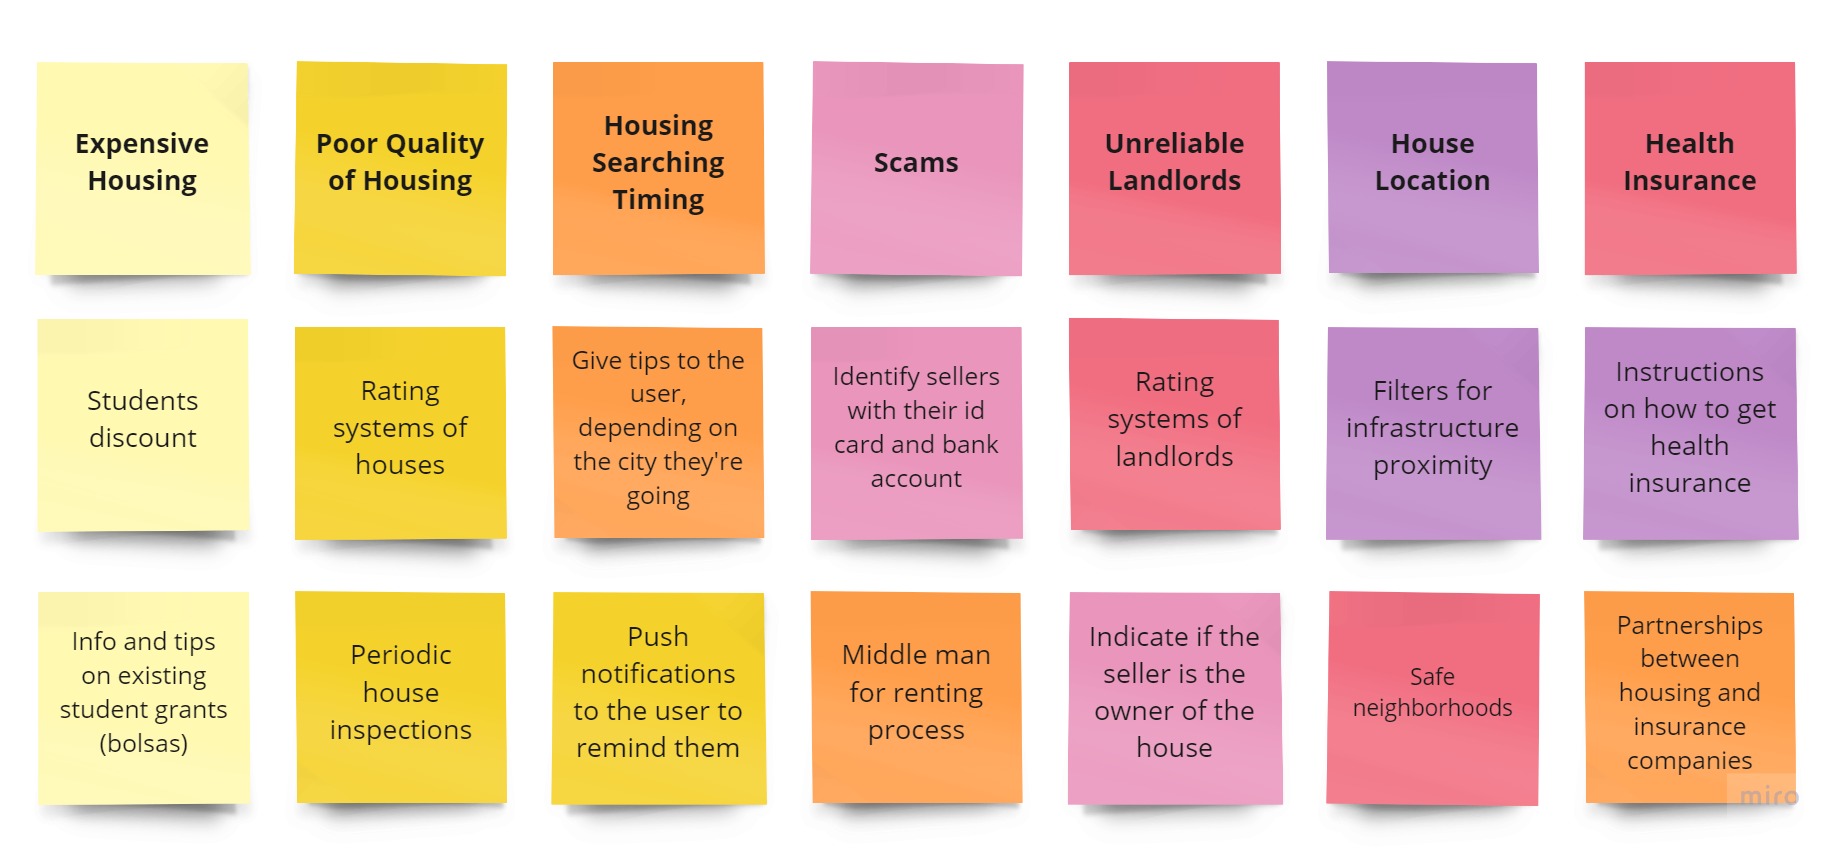 Expensive
Housing
Poor Quality
of Housing
Housing
Searching
Timing
Scams
Unreliable
Landlords
House
Location
Health
Insurance
Students
discount
Rating
systems of
houses
Give tips to the
user,
depending on
the city they're
going
Identify sellers
with their id
card and bank
account
Rating
systems of
landlords
Filters for
infrastructure
proximity
Instructions
on how to get
health
insurance
Info and tips
on existing
student grants
(bolsas)
Periodic
house
inspections
Push
notifications
to the user to
remind them
Middle man
for renting
process
Indicate if the
seller is the
owner of the
house
Safe
neighborhoods
Partnerships
between
housing and
insurance
companies
miro